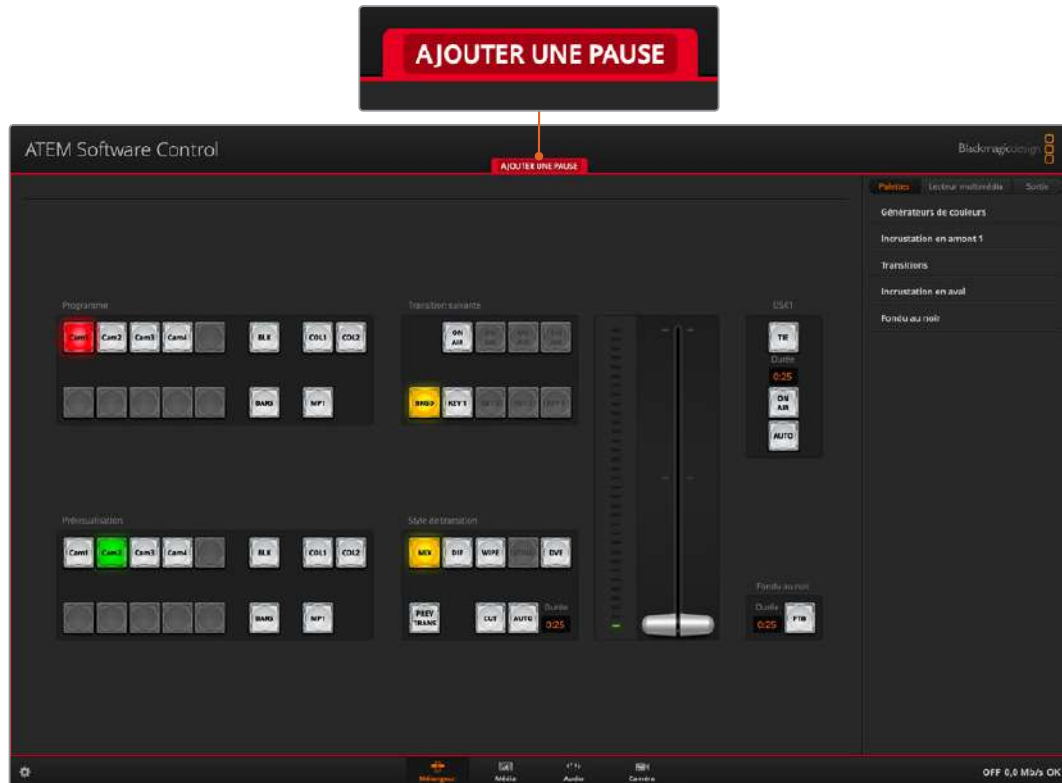 AJOUTER UNE PAUSE
ATEM Software Control
AJOUTER UNE PAUSE
Blackmagicdesign
Palettes Lecteur multimédia Sortie
Générateurs de couleurs
Incrustation en amont 1
Transitions
Incrustation en aval
Fondu au noir
Programme
Cam1 Cam2 Cam3 Cam4 BLK COL1 COL2
BARS MP1
Transition suivante
ON AIR
BKGD KEY 1
DSK1
TIE
Durée
0:25
ON AIR
AUTO
Prévisualisation
Cam1 Cam2 Cam3 Cam4 BLK COL1 COL2
BARS MP1
Style de transition
MIX DIP WIPE DVE
PREV TRANS CUT AUTO
Durée
0:25
Fondu au noir
Durée
0:25 FTB
Mélangeur Média Audio Caméra
OFF 0,0 Mb/s OK